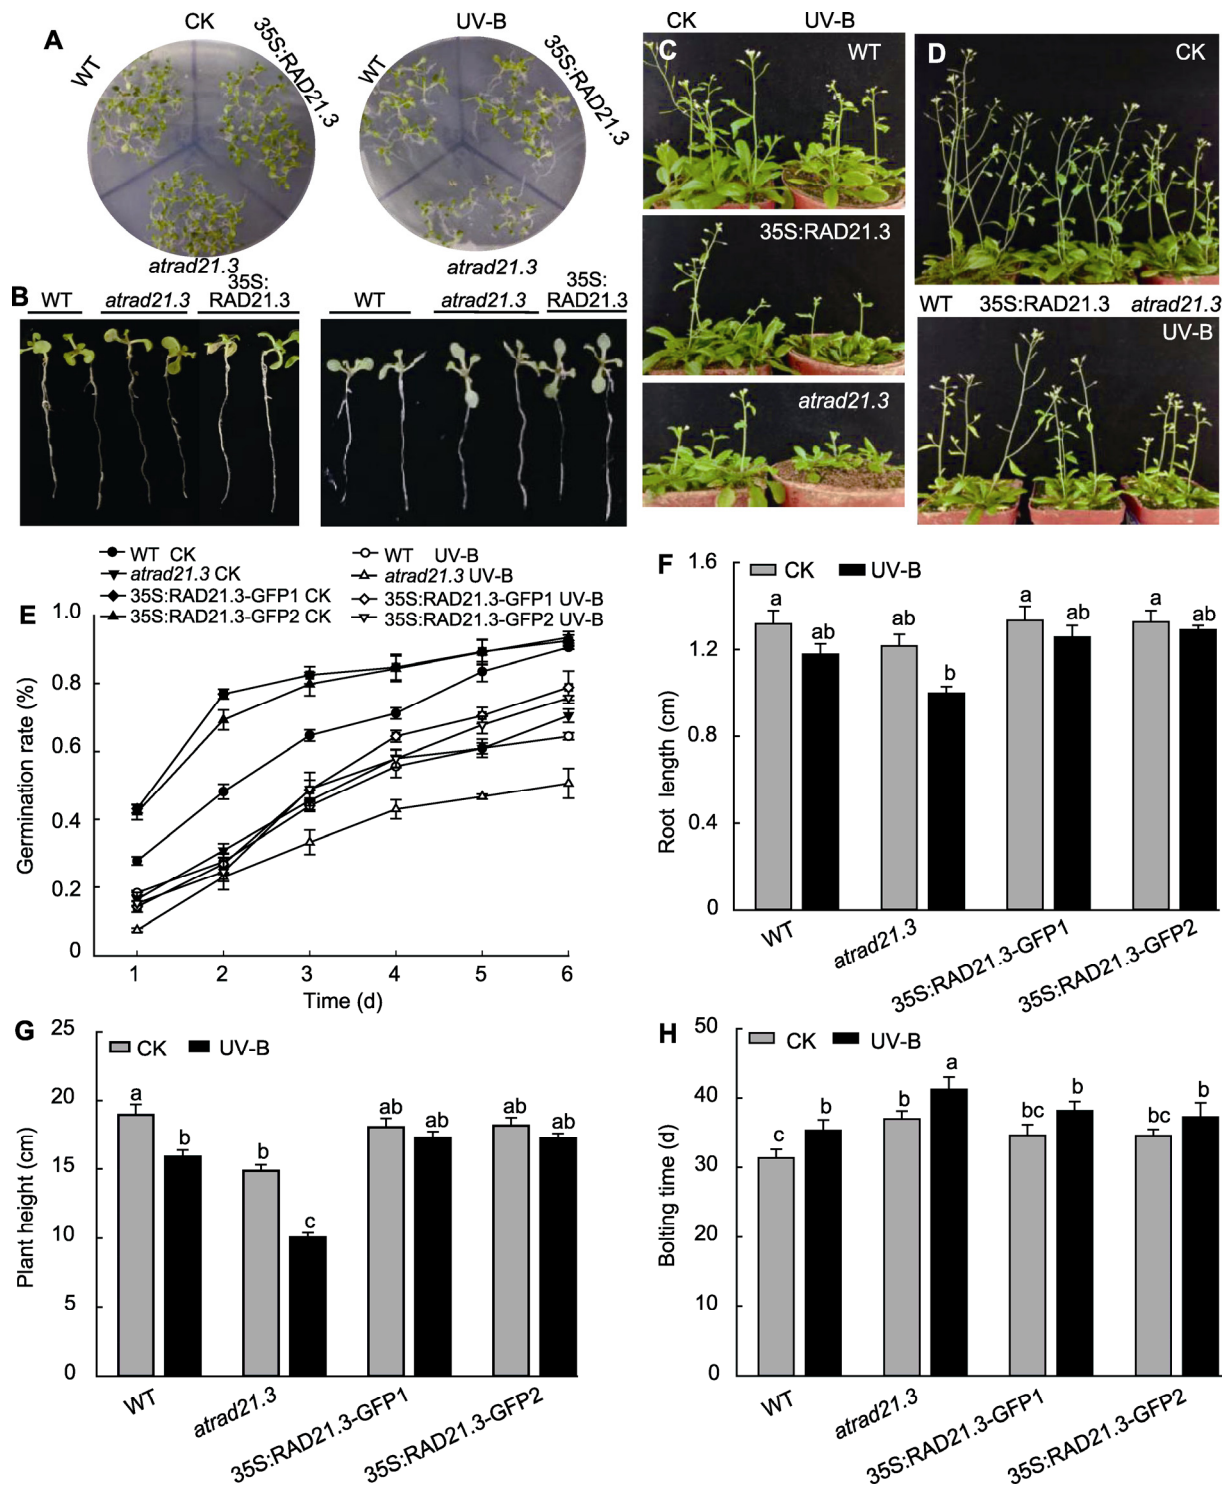 A
CK
WT
35S:RAD21.3
atrad21.3
UV-B
WT
35S:RAD21.3
atrad21.3
B
WT
atrad21.3
35S:
RAD21.3
WT
atrad21.3
35S:
RAD21.3
CK
UV-B
C
WT
35S:RAD21.3
atrad21.3
D
CK
WT
35S:RAD21.3
atrad21.3
UV-B
E
WT CK
atrad21.3 CK
35S:RAD21.3-GFP1 CK
35S:RAD21.3-GFP2 CK
WT UV-B
atrad21.3 UV-B
35S:RAD21.3-GFP1 UV-B
35S:RAD21.3-GFP2 UV-B
Germination rate (%)
1.0
0.8
0.6
0.4
0.2
0
1 2 3 4 5 6
Time (d)
F
CK
UV-B
Root length (cm)
1.6
1.2
0.8
0.4
0
a ab ab b a ab a ab
WT
atrad21.3
35S:RAD21.3-GFP1
35S:RAD21.3-GFP2
G
CK
UV-B
Plant height (cm)
25
20
15
10
5
0
a b b c ab ab ab ab
WT
atrad21.3
35S:RAD21.3-GFP1
35S:RAD21.3-GFP2
H
CK
UV-B
Bolting time (d)
50
40
30
20
10
0
c b b a bc b bc b
WT
atrad21.3
35S:RAD21.3-GFP1
35S:RAD21.3-GFP2